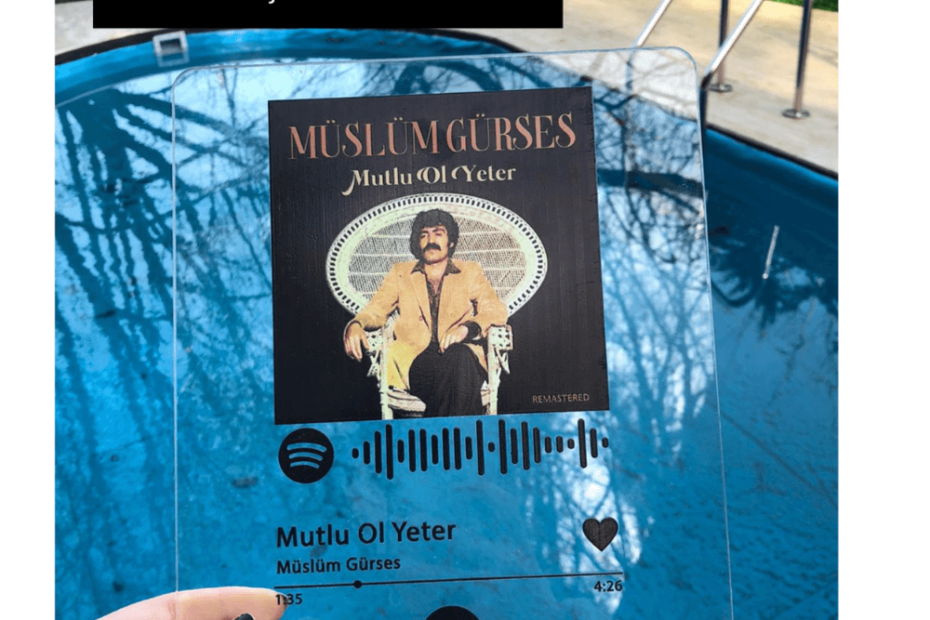 MÜSLÜM GÜRSES
Mutlu Ol Yeter
REMASTERED
Mutlu Ol Yeter
Müslüm Gürses
1:35
4:26